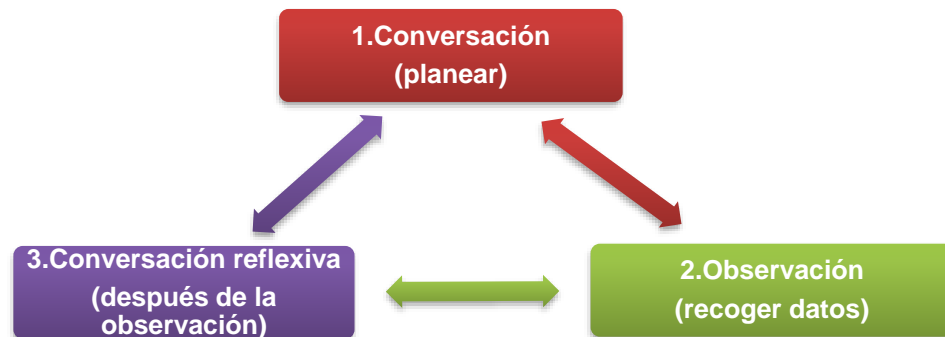 1.Conversación
(planear)
3.Conversación reflexiva
(después de la
observación)
2.Observación
(recoger datos)